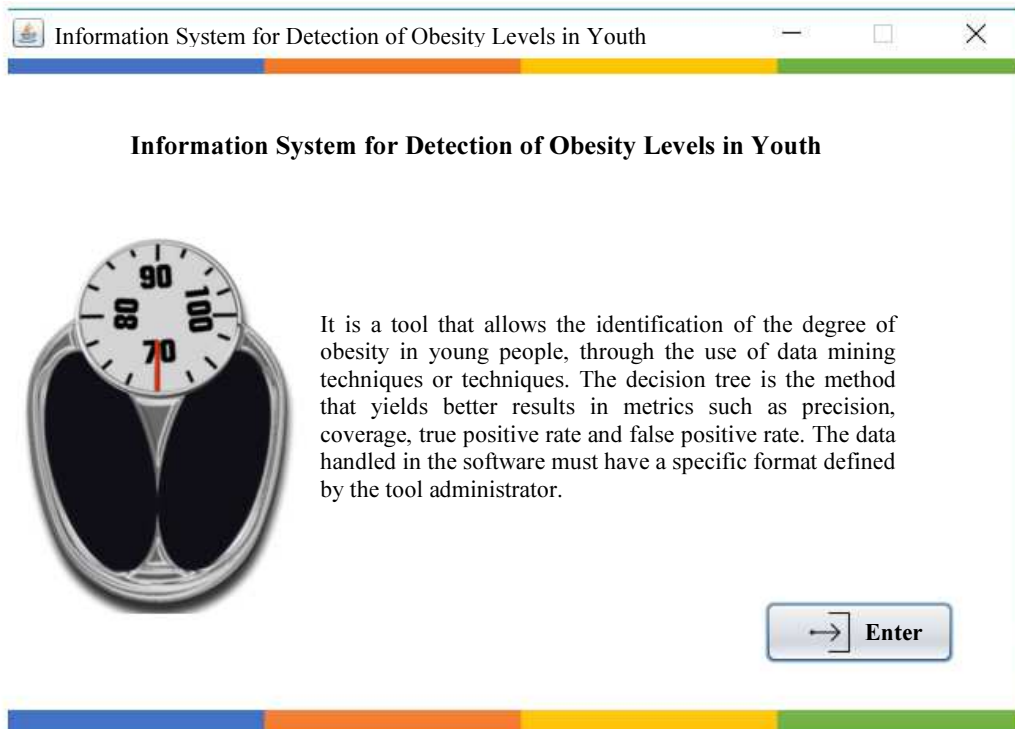 Information System for Detection of Obesity Levels in Youth
Information System for Detection of Obesity Levels in Youth
90
80
100
70
It is a tool that allows the identification of the degree of
obesity in young people, through the use of data mining
techniques or techniques. The decision tree is the method
that yields better results in metrics such as precision,
coverage, true positive rate and false positive rate. The data
handled in the software must have a specific format defined
by the tool administrator.
Enter